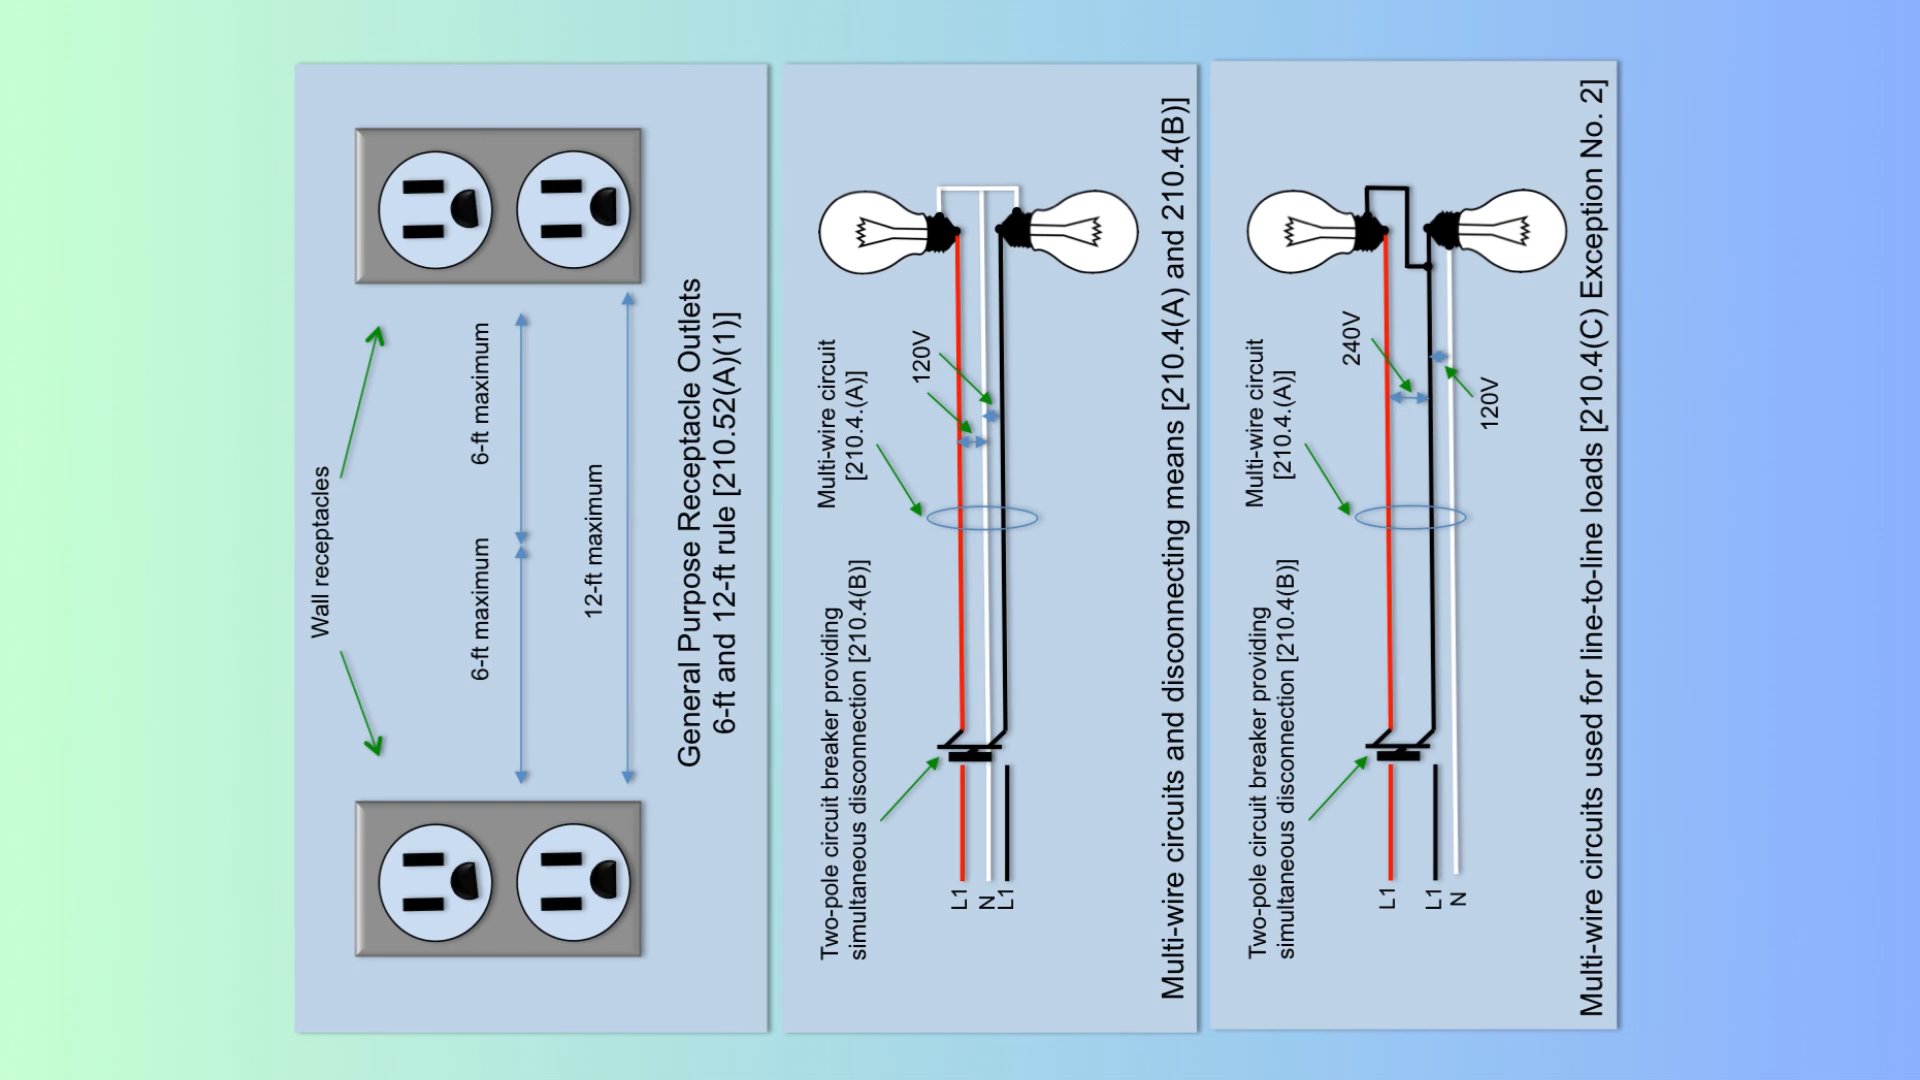 Wall receptacles
6-ft maximum
6-ft maximum
12-ft maximum
General Purpose Receptacle Outlets
6-ft and 12-ft rule [210.52(A)(1)]
Two-pole circuit breaker providing
simultaneous disconnection [210.4(B)]
Multi-wire circuit
[210.4.(A)]
120V
L1
N
L1
Multi-wire circuits and disconnecting means [210.4(A) and 210.4(B)]
Two-pole circuit breaker providing
simultaneous disconnection [210.4(B)]
Multi-wire circuit
[210.4.(A)]
240V
120V
L1
L1
N
Multi-wire circuits used for line-to-line loads [210.4(C) Exception No. 2]